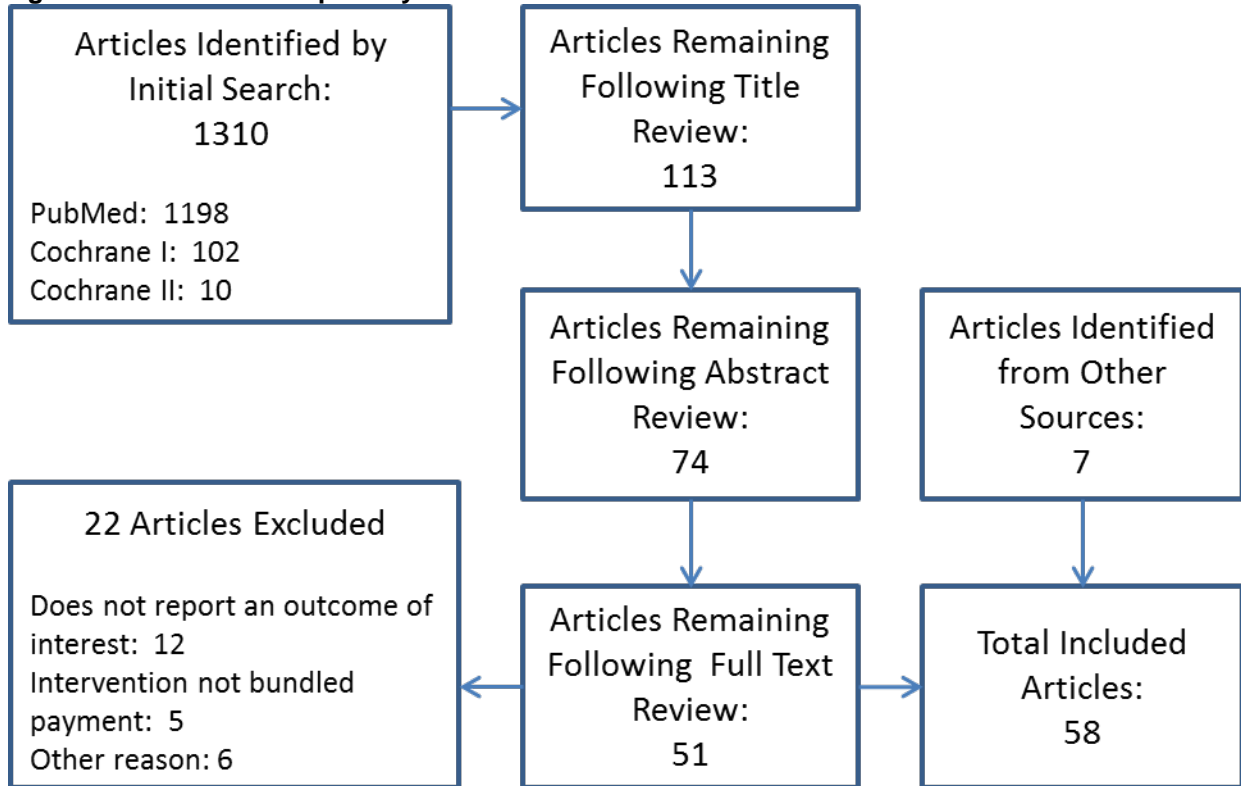 Articles Identified by
Initial Search:
1310
PubMed:  1198
Cochrane I:  102
Cochrane II:  10
Articles Remaining
Following Title
Review:
113
Articles Remaining
Following Abstract
Review:
74
Articles Identified
from Other
Sources:
7
22 Articles Excluded
Does not report an outcome of
interest:  12
Intervention not bundled
payment:  5
Other reason: 6
Articles Remaining
Following  Full Text
Review:
51
Total Included
Articles:
58